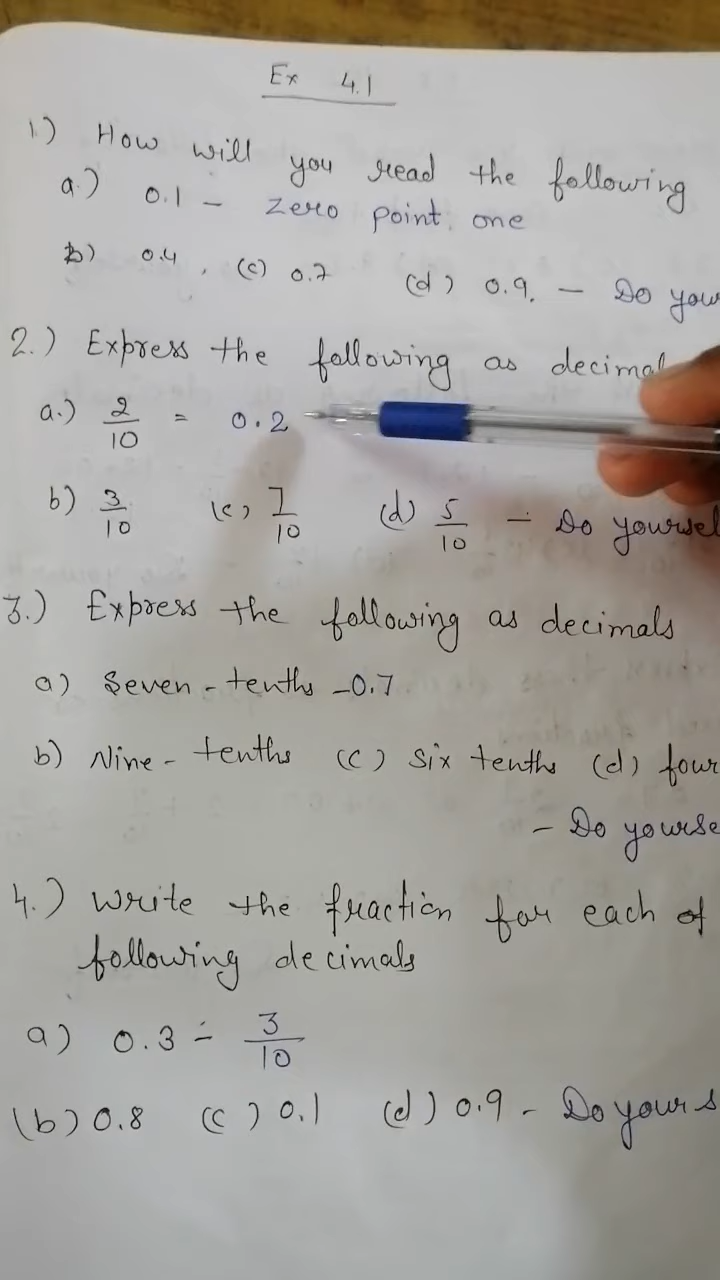 Ex 4.1
1.) How will you read the following
a.) 0.1 - zero point one
b) 0.4, (c) 0.7 (d) 0.9. - Do your
2.) Express the following as decimal
a.) 2/10 = 0.2
b) 3/10 (c) 7/10 (d) 5/10 - Do yoursel
3.) Express the following as decimals
a) Seven-tenths - 0.7
b) Nine-tenths (c) Six tenths (d) four
- Do yourse
4.) Write the fraction for each of
following decimals
a) 0.3 = 3/10
(b) 0.8 (c) 0.1 (d) 0.9 - Do yours